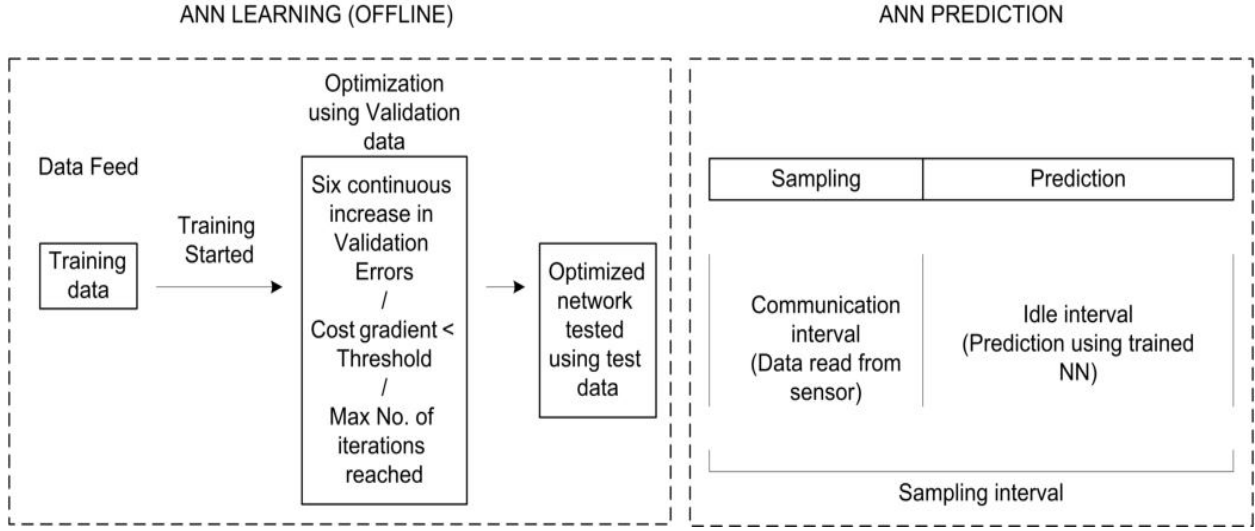 ANN LEARNING (OFFLINE)
Data Feed
Training
data
Training
Started
Optimization
using Validation
data
Six continuous
increase in
Validation
Errors
/
Cost gradient <
Threshold
/
Max No. of
iterations
reached
Optimized
network
tested
using test
data
ANN PREDICTION
Sampling
Prediction
Communication
interval
(Data read from
sensor)
Idle interval
(Prediction using trained
NN)
Sampling interval